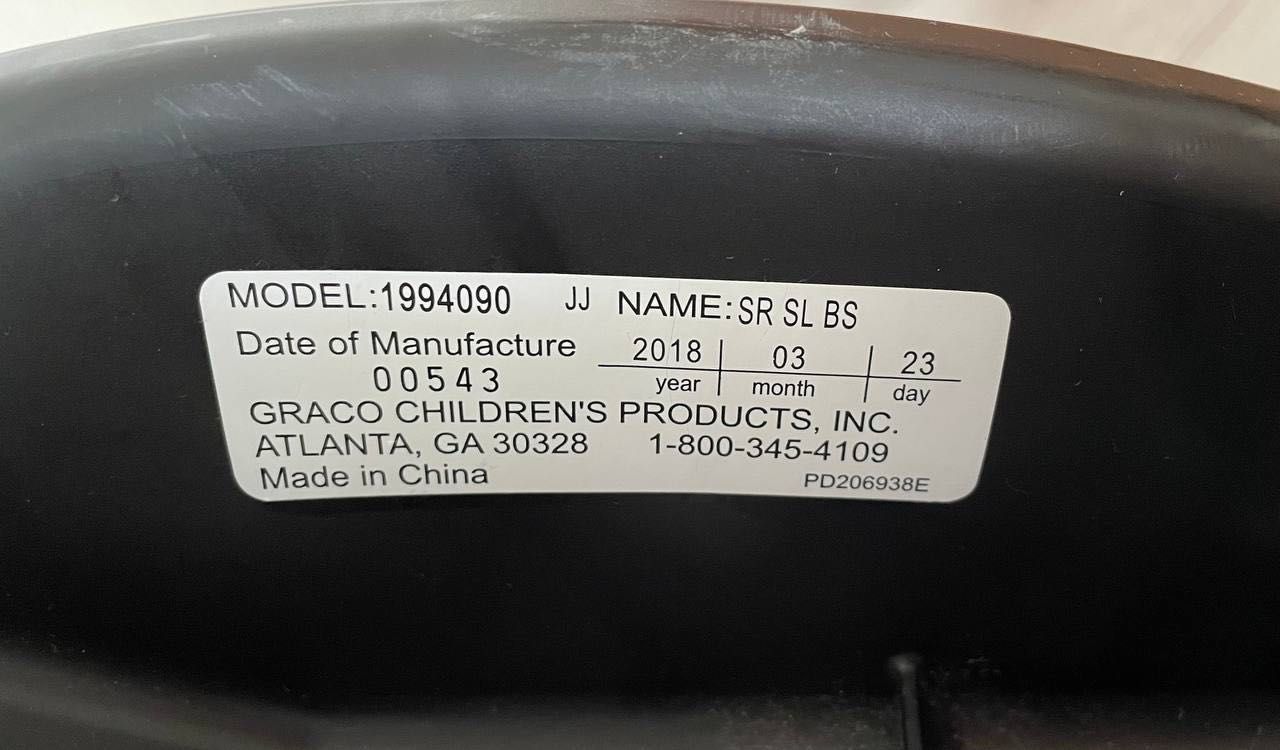 MODEL:1994090 JJ NAME:SR SL BS
Date of Manufacture 2018 03 23
00543 year month day
GRACO CHILDREN'S PRODUCTS, INC.
ATLANTA, GA 30328 1-800-345-4109
Made in China PD206938E